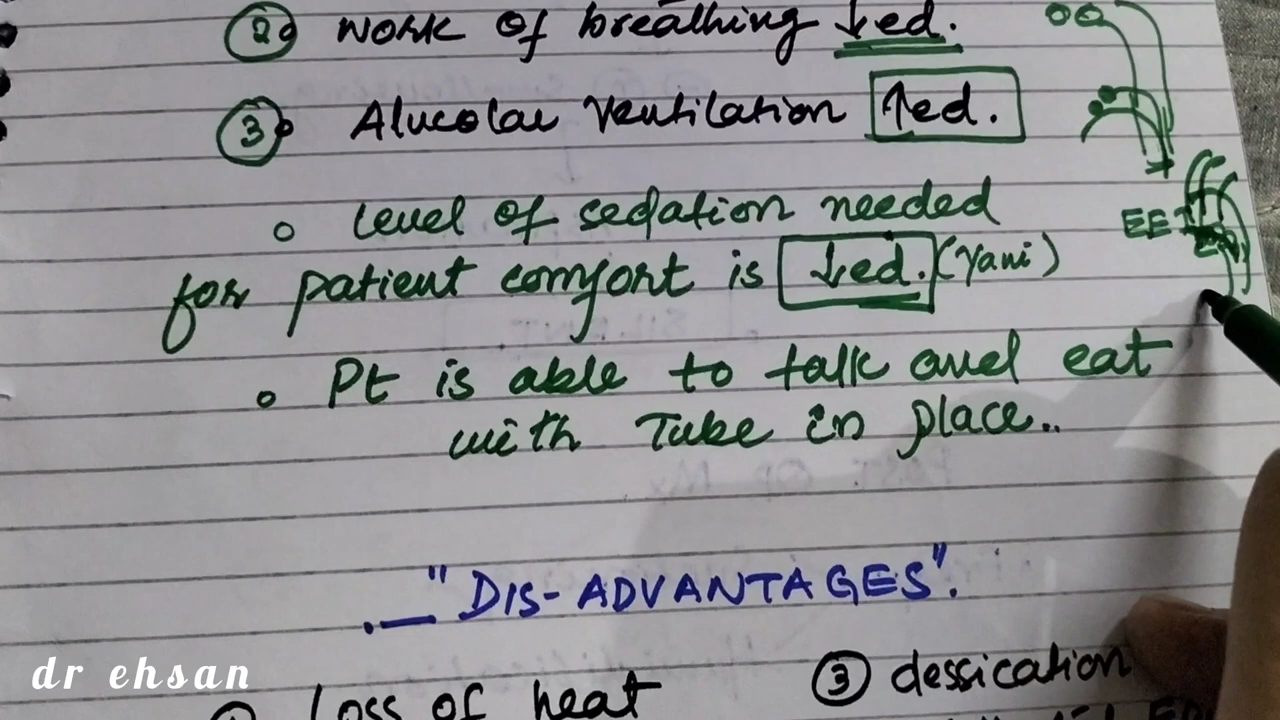 ② work of breathing ↓ed.
③ Alucolar Ventilation ↑ed.
○ level of sedation needed
for patient comfort is ↓ed. (Yani)
EET
○ Pt is able to talk and eat
with Tube in place..
"DIS-ADVANTAGES".
① loss of heat
③ dessication
dr ehsan